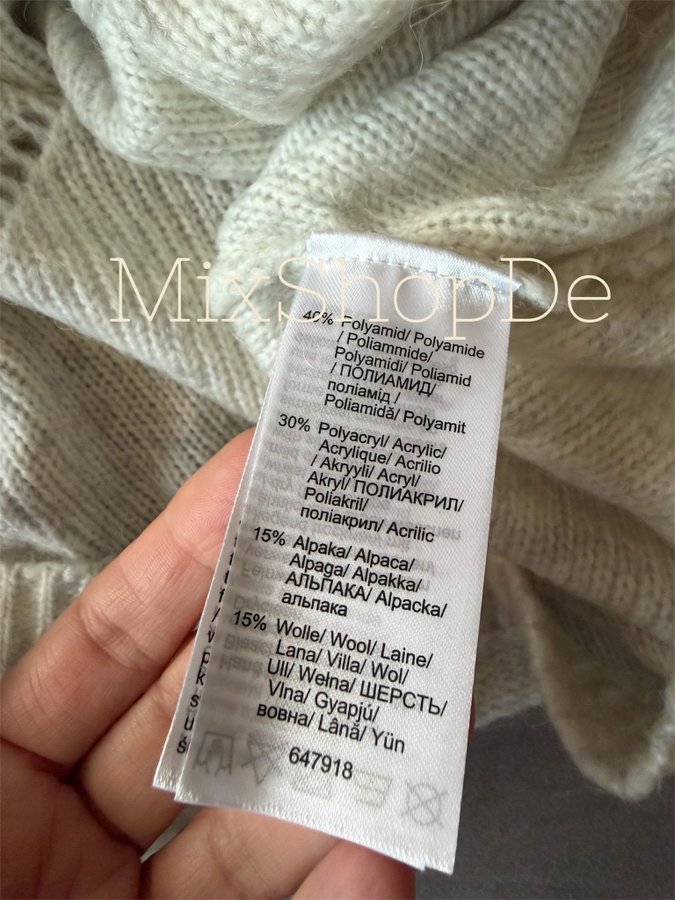 MixShopDe
40% Polyamid/ Polyamide
/ Poliammide/
Polyamidi/ Poliamid
/ ПОЛИАМИД/
поліамід /
Poliamidă/ Polyamit
30% Polyacryl/ Acrylic/
Acrylique/ Acrilio
/ Akryyli/ Acryl/
Akryl/ ПОЛИАКРИЛ/
Poliakril/
поліакрил/ Acrilic
15% Alpaka/ Alpaca/
Alpaga/ Alpakka/
АЛЬПАКА/ Alpacka/
альпака
15% Wolle/ Wool/ Laine/
Lana/ Villa/ Wol/
Ull/ Wełna/ ШЕРСТЬ/
Vlna/ Gyapjú/
вовна/ Lână/ Yün
647918